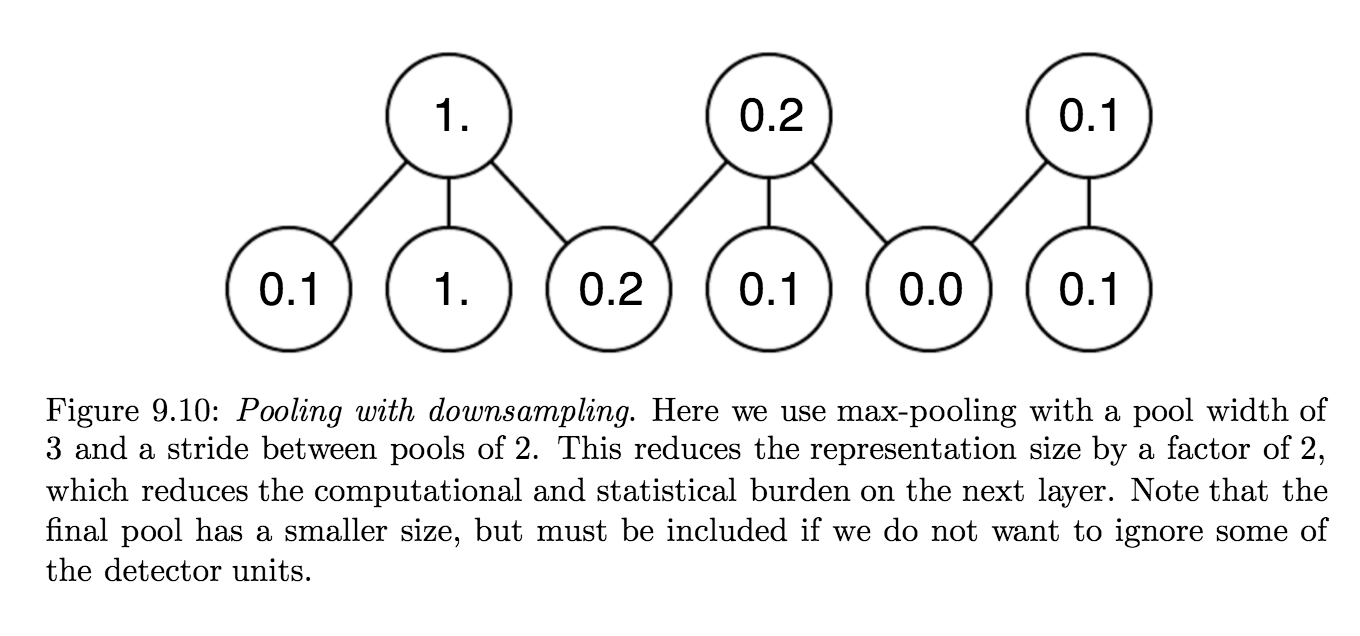 1. 0.2 0.1
0.1 1. 0.2 0.1 0.0 0.1
Figure 9.10: Pooling with downsampling. Here we use max-pooling with a pool width of
3 and a stride between pools of 2. This reduces the representation size by a factor of 2,
which reduces the computational and statistical burden on the next layer. Note that the
final pool has a smaller size, but must be included if we do not want to ignore some of
the detector units.